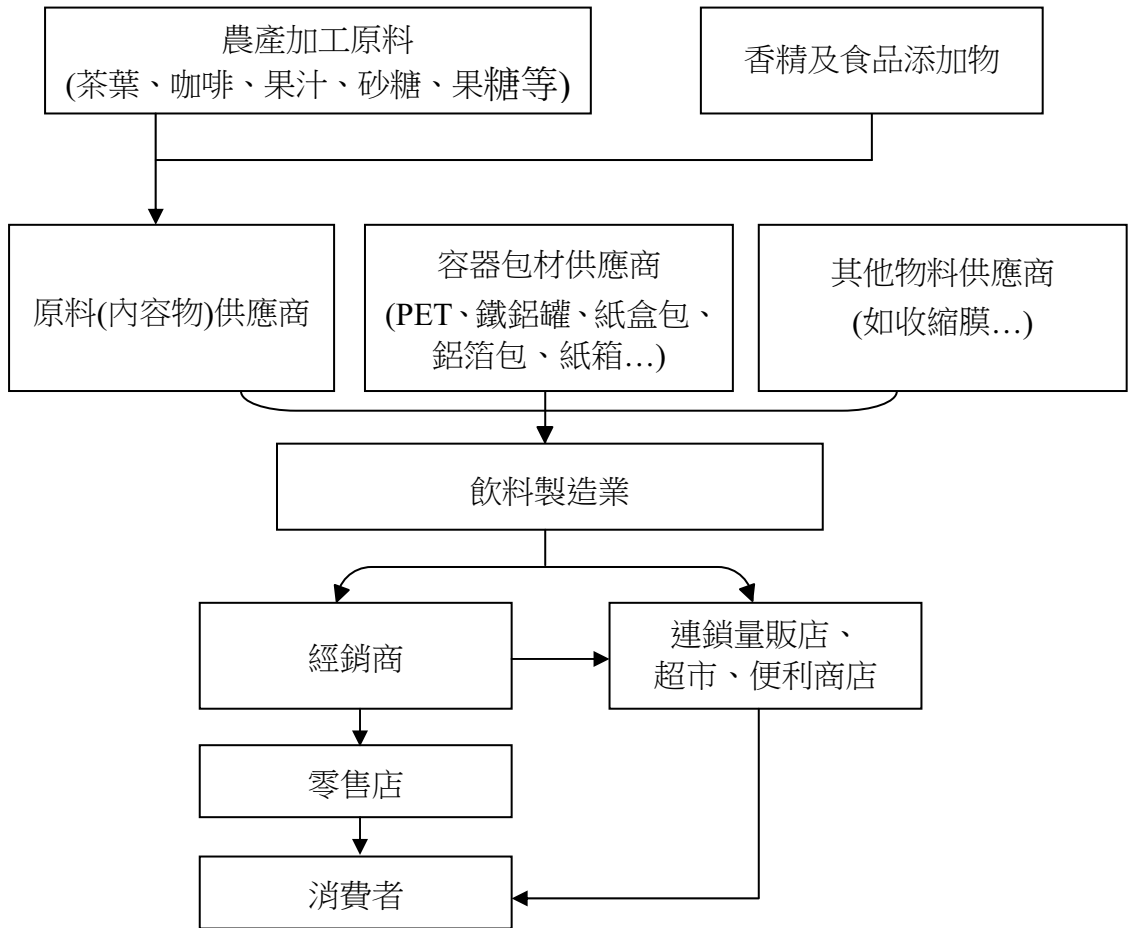 農產加工原料
(茶葉、咖啡、果汁、砂糖、果糖等)
香精及食品添加物
原料(內容物)供應商
容器包材供應商
(PET、鐵鋁罐、紙盒包、
鋁箔包、紙箱…)
其他物料供應商
(如收縮膜…)
飲料製造業
經銷商
連鎖量販店、
超市、便利商店
零售店
消費者